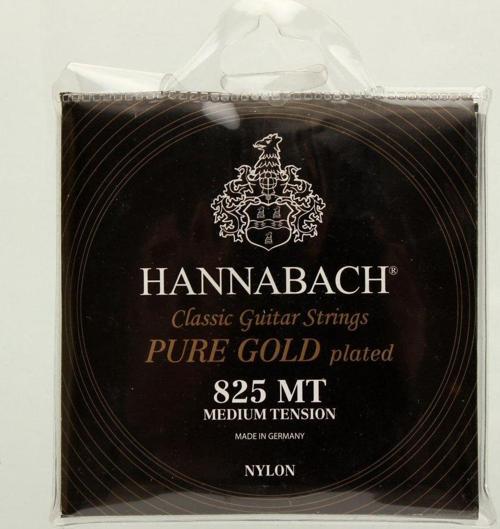 HANNABACH®
Classic Guitar Strings
PURE GOLD plated
825 MT
MEDIUM TENSION
MADE IN GERMANY
NYLON